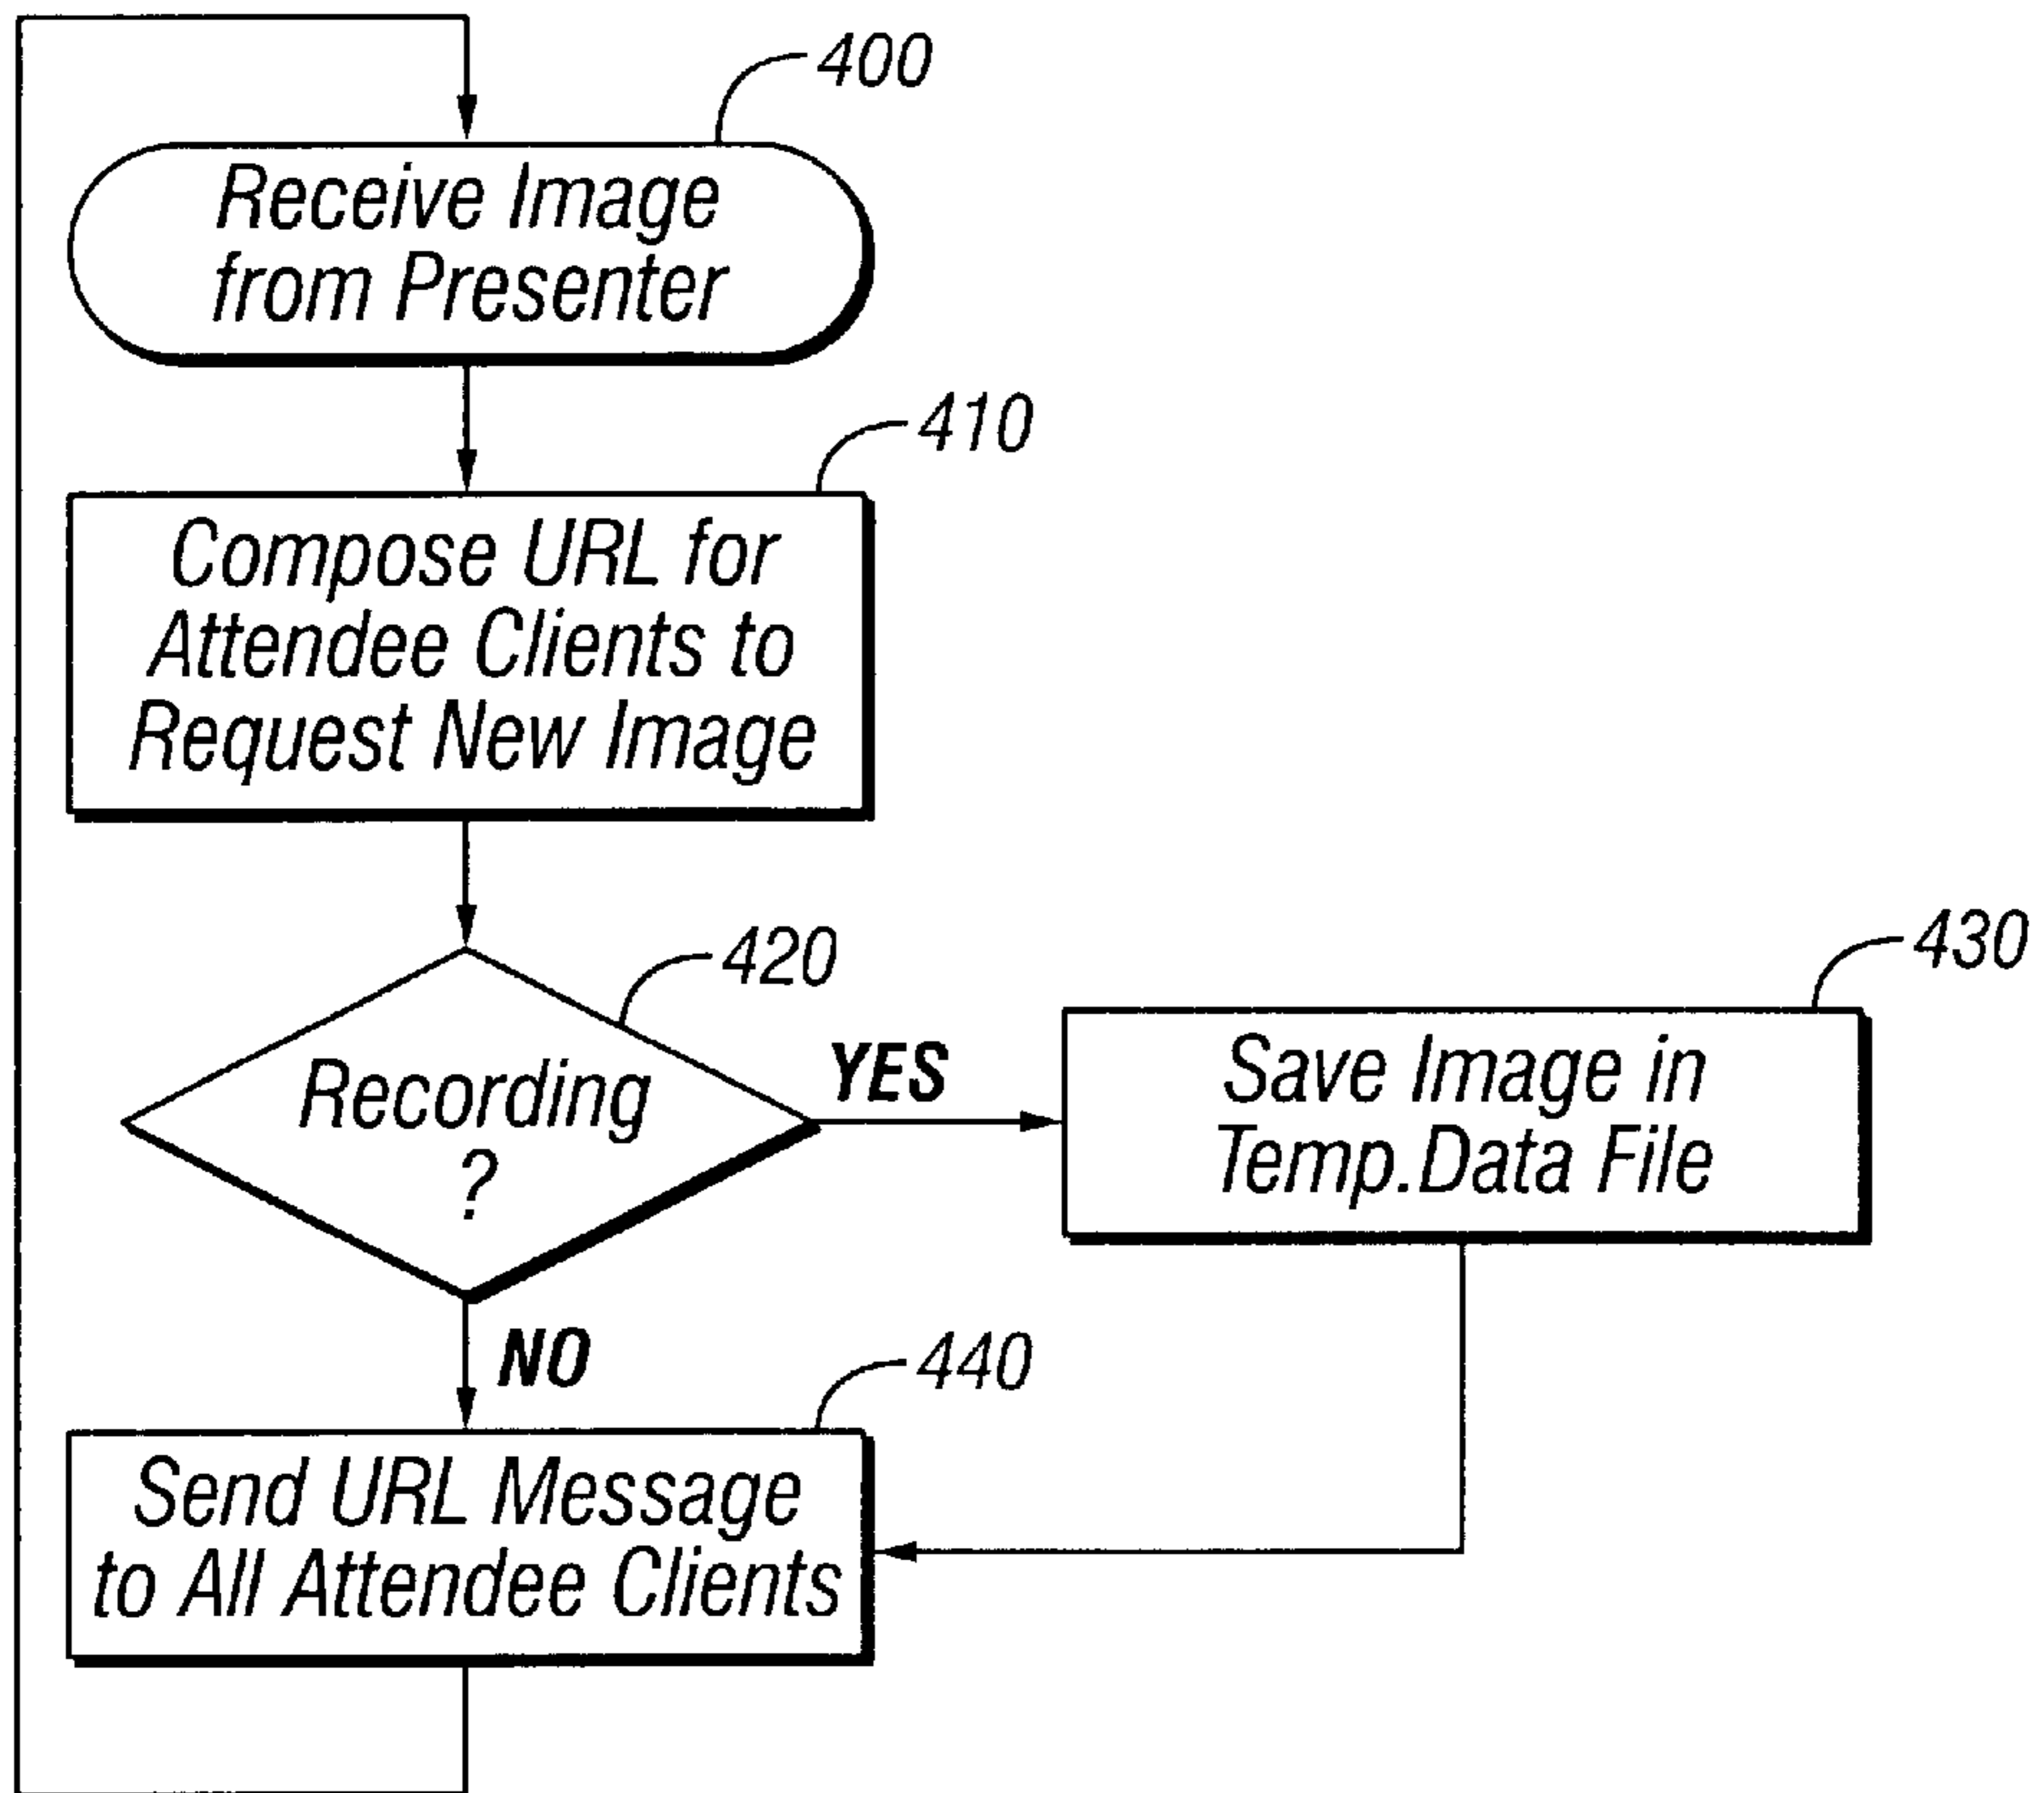 400
Receive Image
from Presenter
410
Compose URL for
Attendee Clients to
Request New Image
420
Recording
?
YES
430
Save Image in
Temp.Data File
NO
440
Send URL Message
to All Attendee Clients